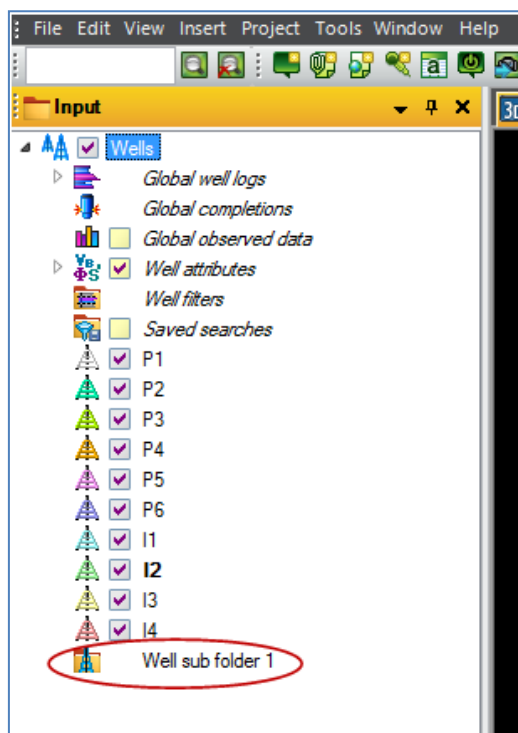 File Edit View Insert Project Tools Window Help
a
Input
3D
Wells
Global well logs
Global completions
Global observed data
Well attributes
Well filters
Saved searches
P1
P2
P3
P4
P5
P6
I1
I2
I3
I4
Well sub folder 1